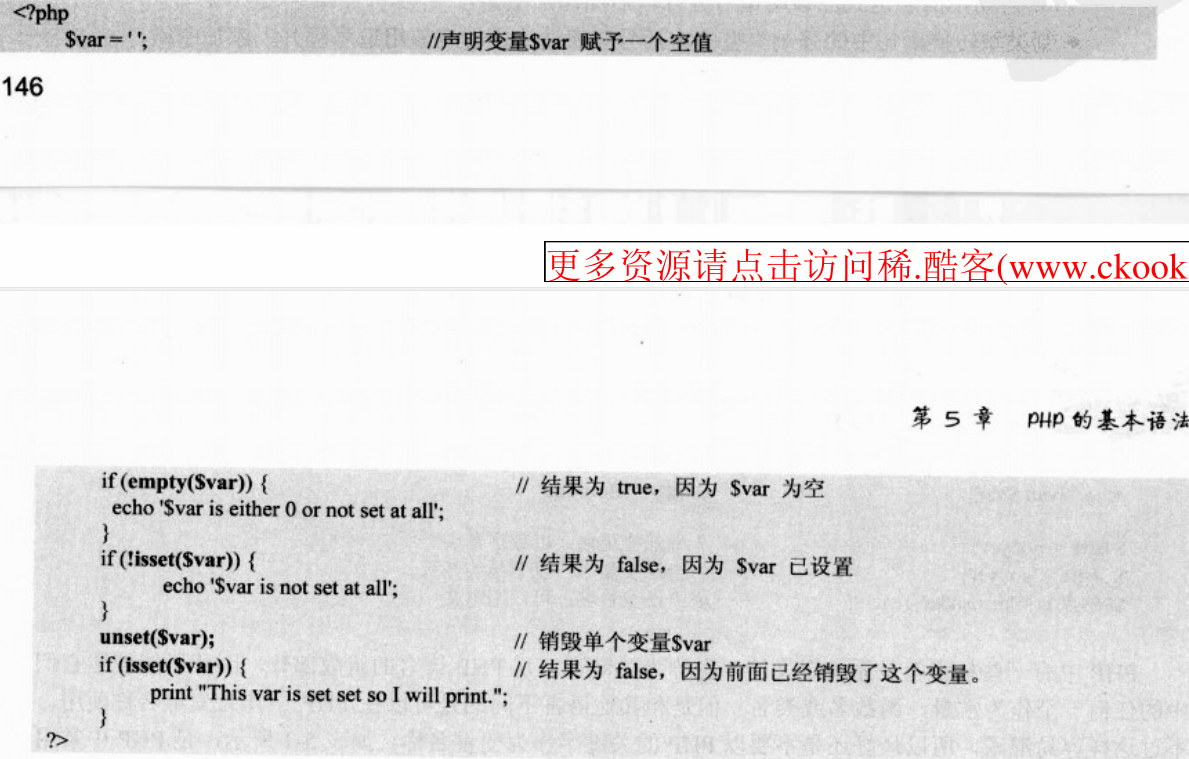 <?php
$var = ' '; //声明变量$var 赋予一个空值
146
更多资源请点击访问稀.酷客(www.ckook
第 5 章 PHP 的基本语法
if (empty($var)) { // 结果为 true，因为 $var 为空
echo '$var is either 0 or not set at all';
}
if (!isset($var)) { // 结果为 false，因为 $var 已设置
echo '$var is not set at all';
}
unset($var); // 销毁单个变量$var
if (isset($var)) { // 结果为 false，因为前面已经销毁了这个变量。
print "This var is set set so I will print.";
}
?>